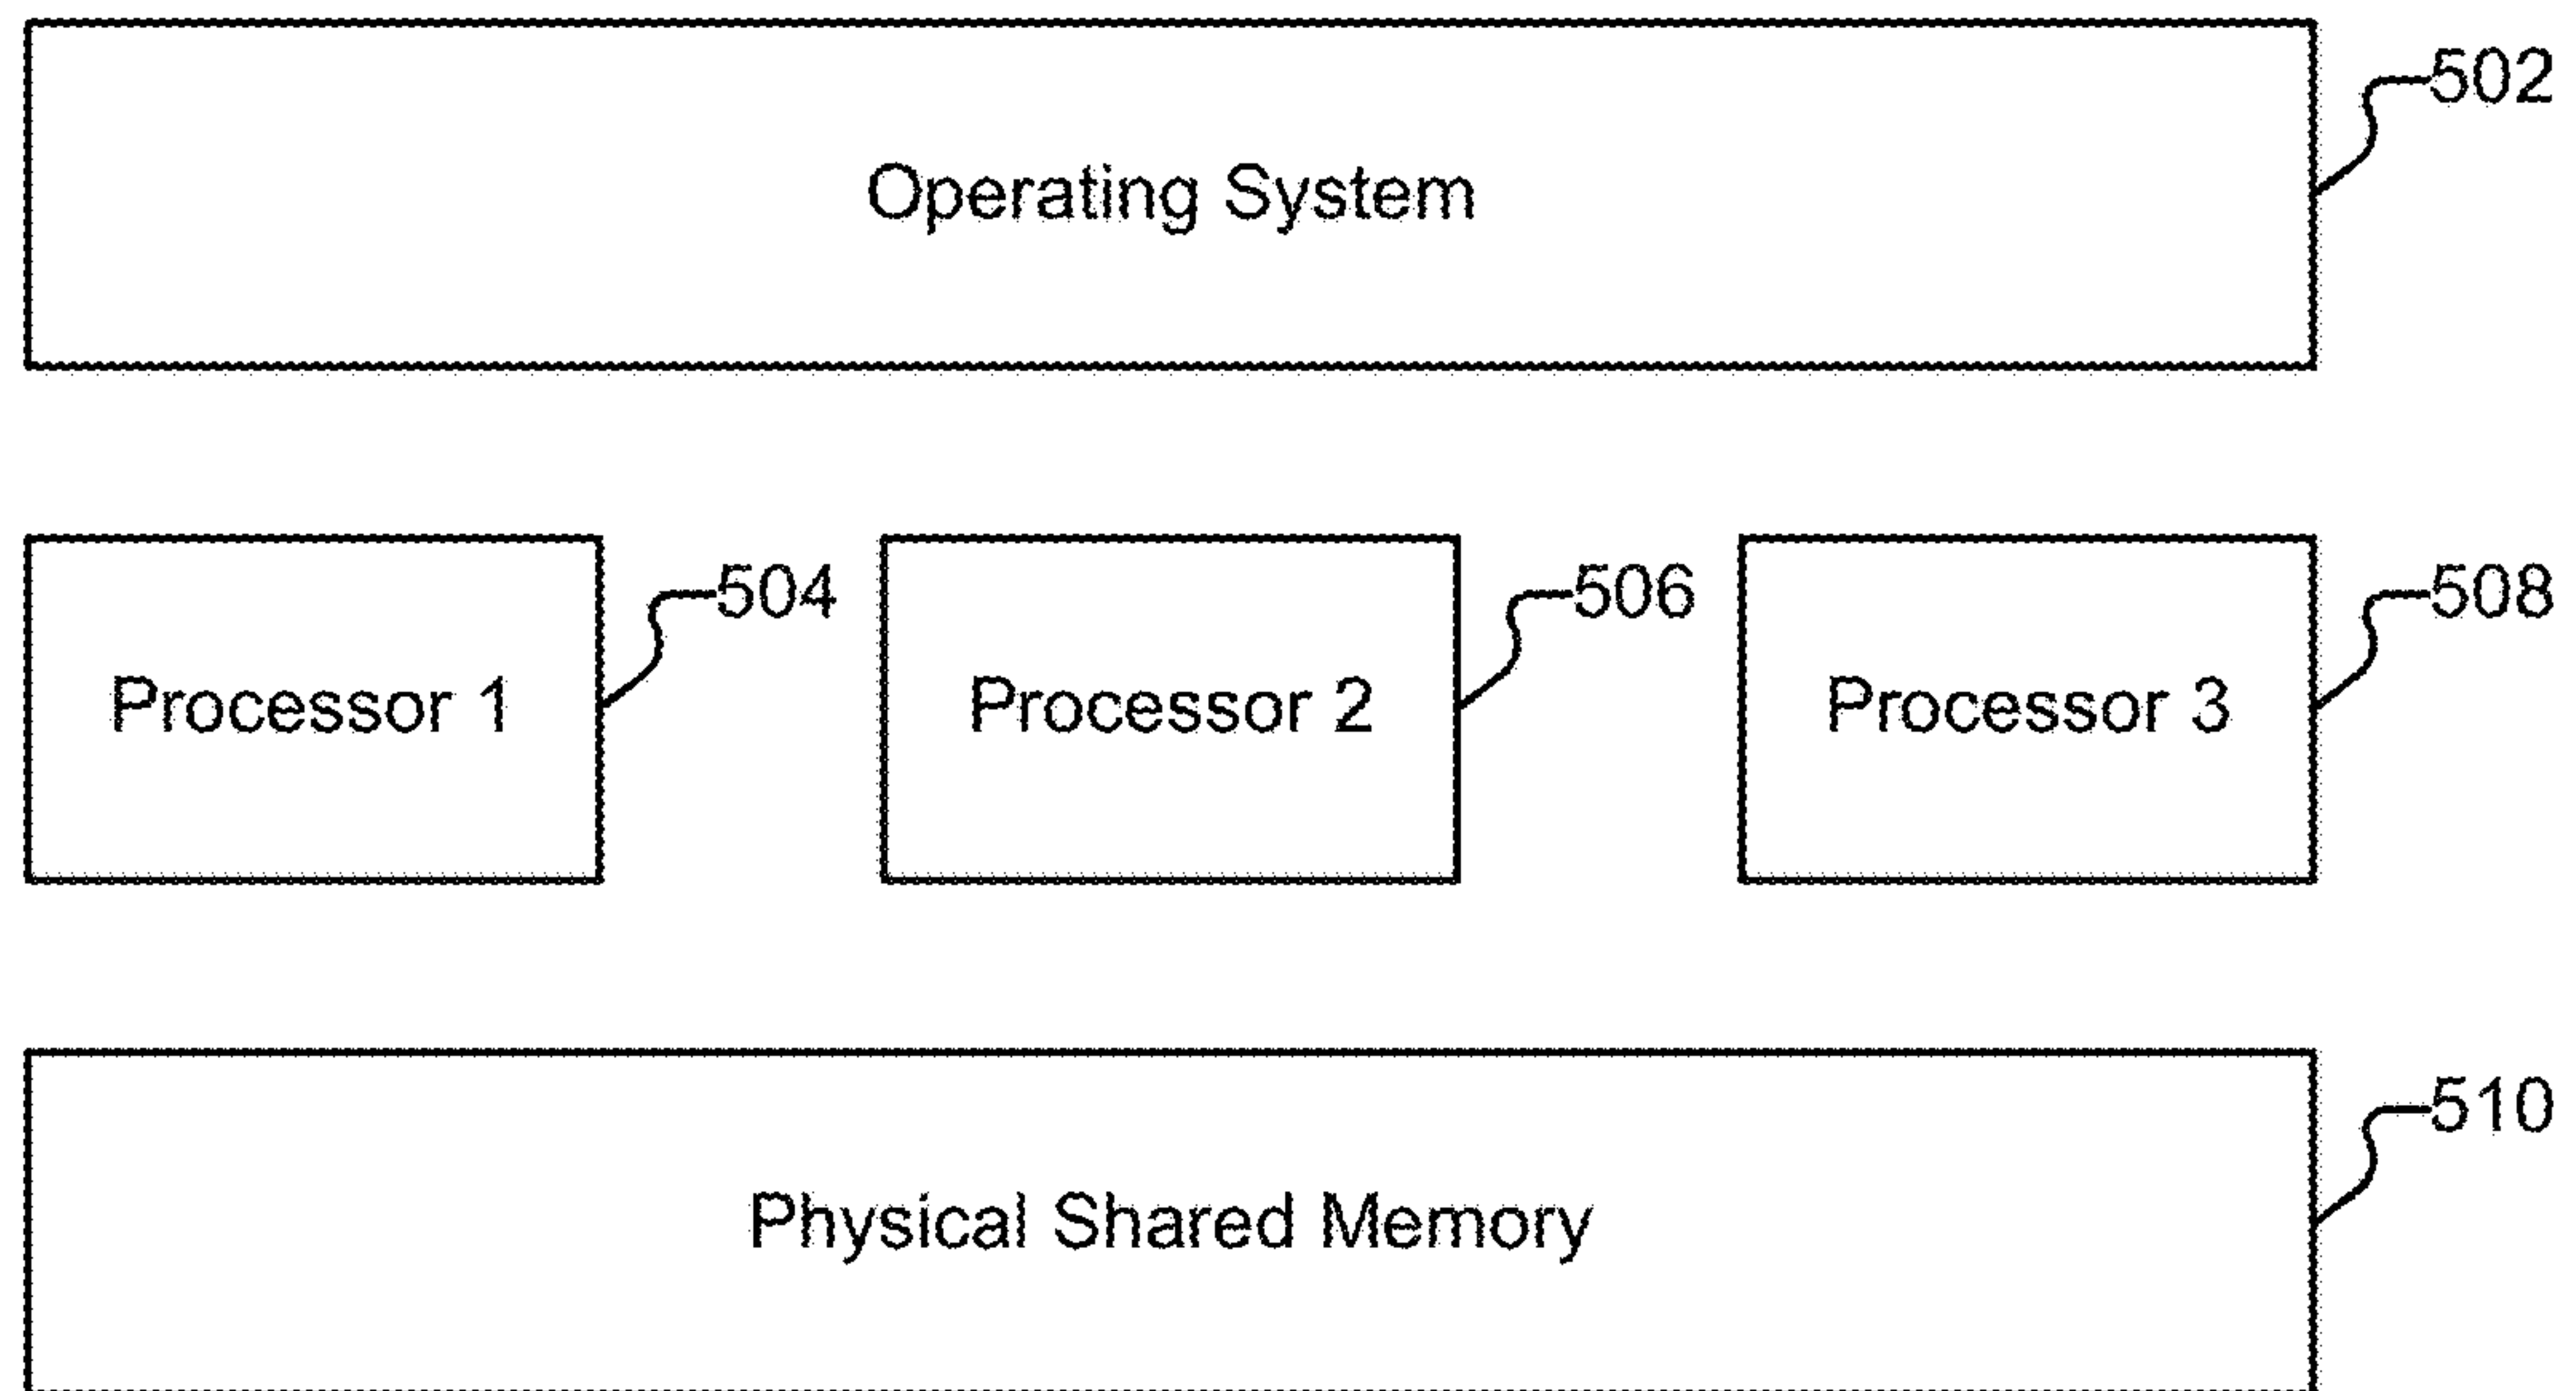 502
Operating System
504
506
508
Processor 1
Processor 2
Processor 3
510
Physical Shared Memory